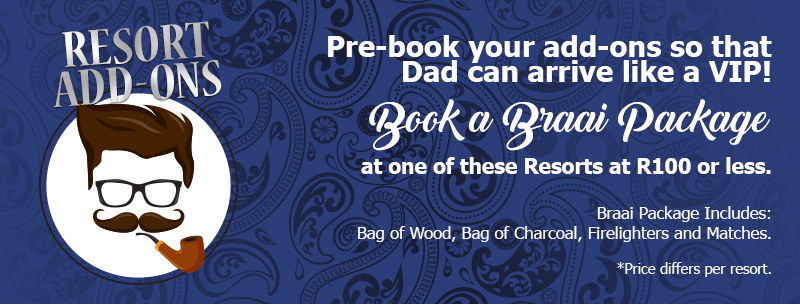 RESORT
ADD-ONS
Pre-book your add-ons so that
Dad can arrive like a VIP!
Book a Braai Package
at one of these Resorts at R100 or less.
Braai Package Includes:
Bag of Wood, Bag of Charcoal, Firelighters and Matches.
*Price differs per resort.